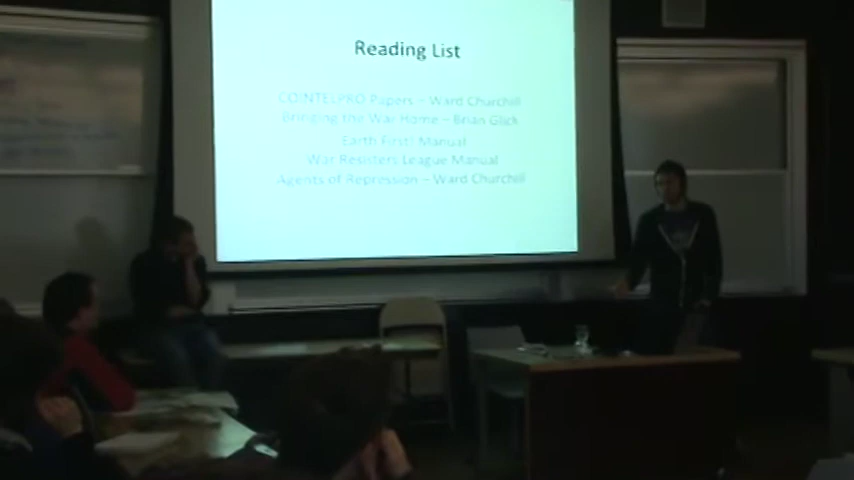 Reading List
COINTELPRO Papers – Ward Churchill
Bringing the War Home – Brian Glick
Earth First! Manual
War Resisters League Manual
Agents of Repression – Ward Churchill